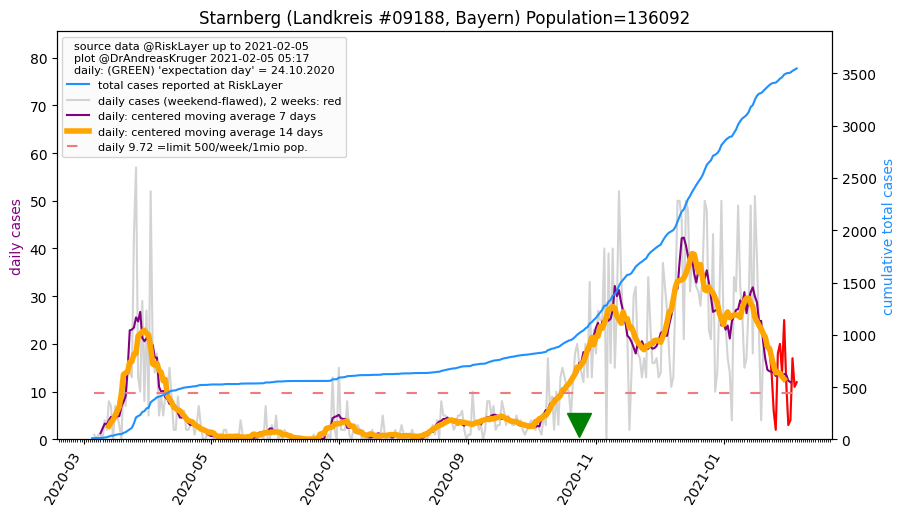 Starnberg (Landkreis #09188, Bayern) Population=136092
source data @RiskLayer up to 2021-02-05
plot @DrAndreasKruger 2021-02-05 05:17
daily: (GREEN) 'expectation day' = 24.10.2020
total cases reported at RiskLayer
daily cases (weekend-flawed), 2 weeks: red
daily: centered moving average 7 days
daily: centered moving average 14 days
daily 9.72 =limit 500/week/1mio pop.
daily cases
80
70
60
50
40
30
20
10
0
cumulative total cases
3500
3000
2500
2000
1500
1000
500
0
2020-03
2020-05
2020-07
2020-09
2020-11
2021-01